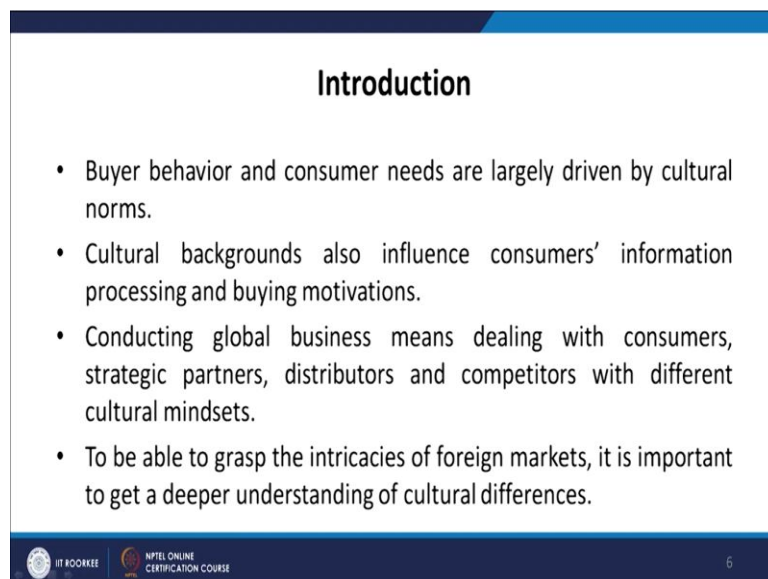 Introduction
• Buyer behavior and consumer needs are largely driven by cultural
norms.
• Cultural backgrounds also influence consumers’ information
processing and buying motivations.
• Conducting global business means dealing with consumers,
strategic partners, distributors and competitors with different
cultural mindsets.
• To be able to grasp the intricacies of foreign markets, it is important
to get a deeper understanding of cultural differences.
IIT ROORKEE
NPTEL ONLINE
CERTIFICATION COURSE
6